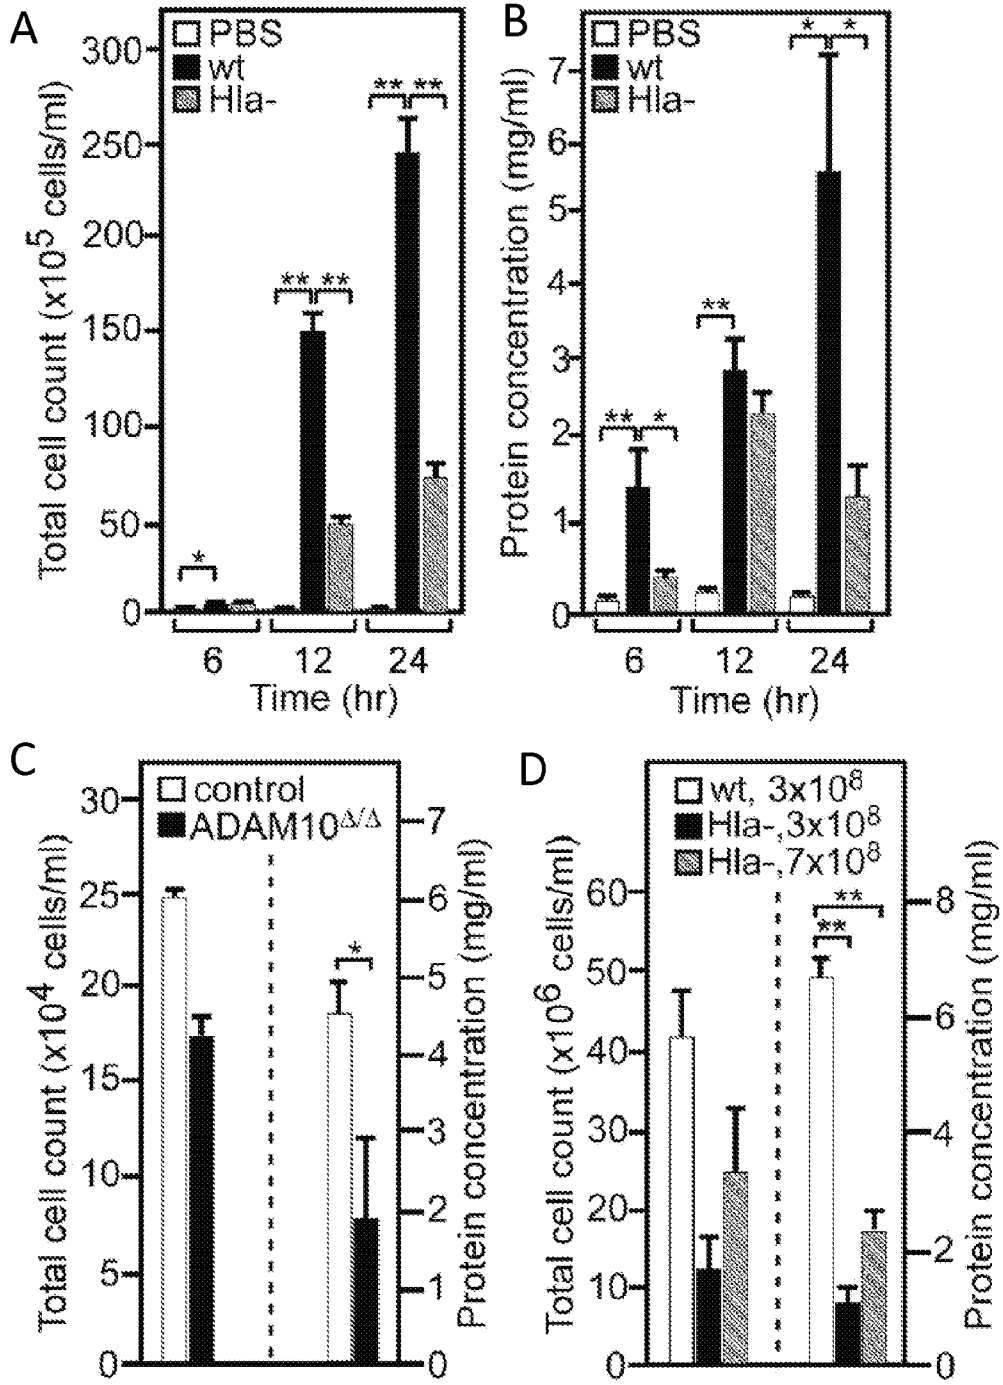 A
Total cell count (x10⁵ cells/ml)
300
250
200
150
100
50
0
PBS
wt
Hla-
*
** **
** **
6 12 24
Time (hr)
B
Protein concentration (mg/ml)
7
6
5
4
3
2
1
0
PBS
wt
Hla-
** *
**
* *
6 12 24
Time (hr)
C
Total cell count (x10⁴ cells/ml)
30
25
20
15
10
5
0
control
ADAM10Δ/Δ
*
7
6
5
4
3
2
1
0
Protein concentration (mg/ml)
D
Total cell count (x10⁶ cells/ml)
60
50
40
30
20
10
0
wt, 3x10⁸
Hla-,3x10⁸
Hla-,7x10⁸
**
**
8
6
4
2
0
Protein concentration (mg/ml)